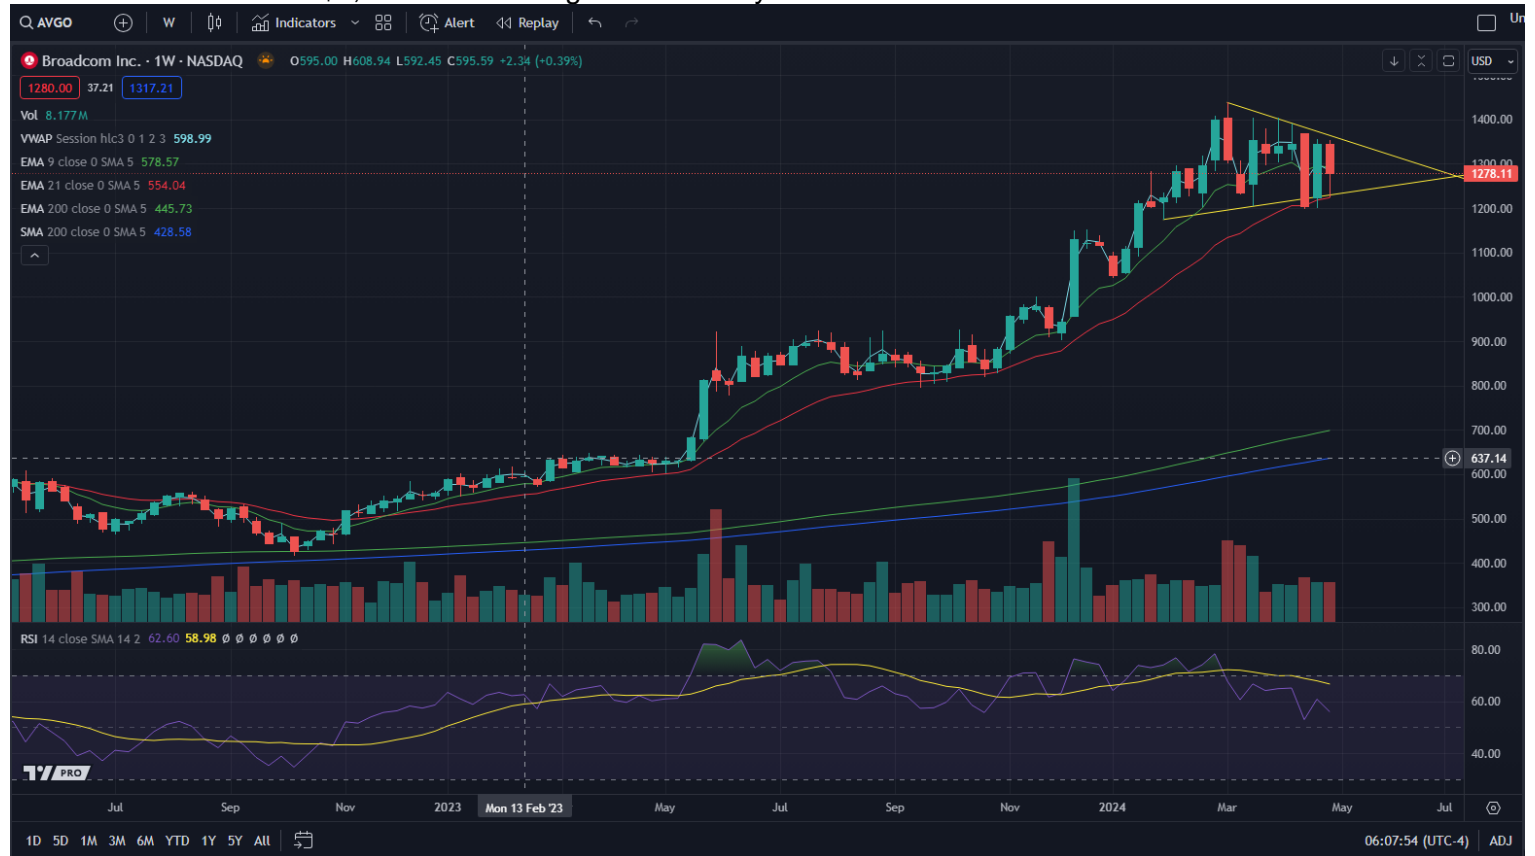 AVGO W Indicators Alert Replay Un
Broadcom Inc. · 1W · NASDAQ O595.00 H608.94 L592.45 C595.59 +2.34 (+0.39%) USD
1280.00 37.21 1317.21
Vol 8.177M
VWAP Session hlc3 0 1 2 3 598.99
EMA 9 close 0 SMA 5 578.57
EMA 21 close 0 SMA 5 554.04
EMA 200 close 0 SMA 5 445.73
SMA 200 close 0 SMA 5 428.58
1400.00
1300.00
1278.11
1200.00
1100.00
1000.00
900.00
800.00
700.00
637.14
600.00
500.00
400.00
300.00
RSI 14 close SMA 14 2 62.60 58.98 Ø Ø Ø Ø Ø Ø
80.00
60.00
40.00
PRO
Jul Sep Nov 2023 Mon 13 Feb '23 May Jul Sep Nov 2024 Mar May Jul
1D 5D 1M 3M 6M YTD 1Y 5Y All 06:07:54 (UTC-4) ADJ